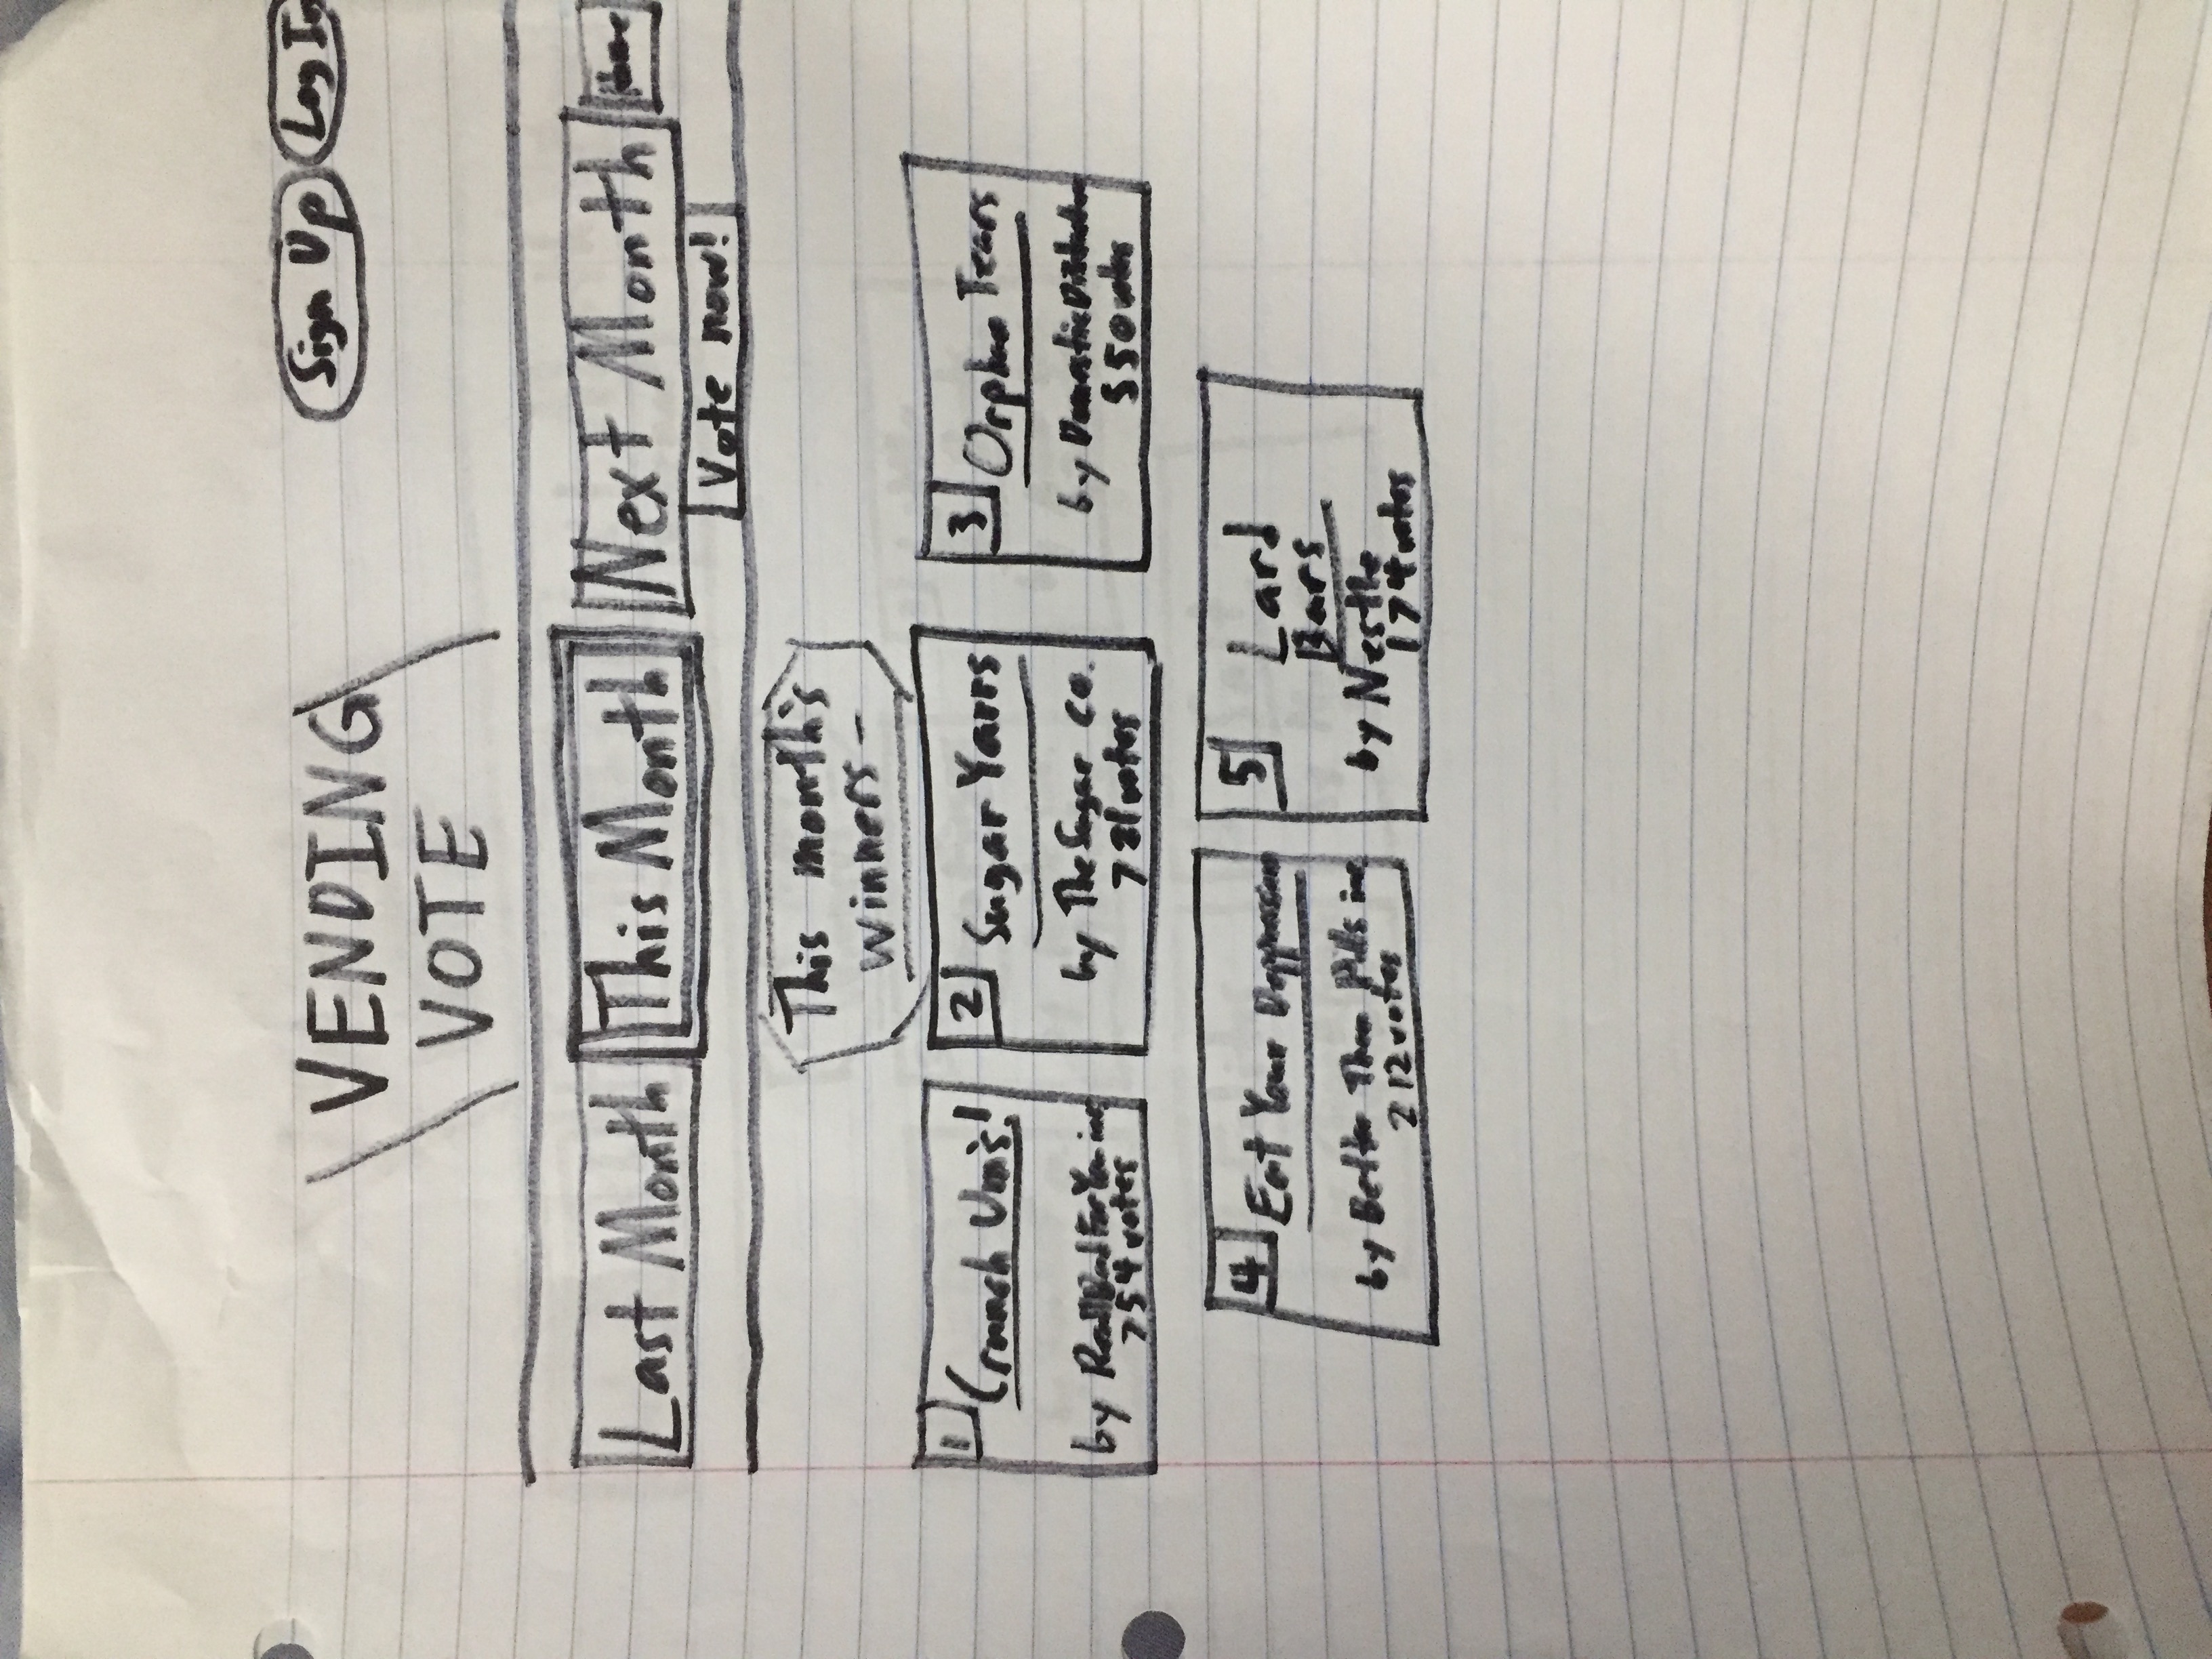 Sign Up Log In
VENDING
VOTE
Last Month This Month Next Month Home
Vote now!
This month's
winners -
1 Crunch Um's!
by ReallBadForYou inc.
754 votes
2 Sugar Yarrs
by The Sugar co.
721 votes
3 Orphan Tears
by Domestic
550 votes
4 Eat Your Deppression
by Better Than Pills inc.
212 votes
5 Lard
Bars
by Nestle
174 votes